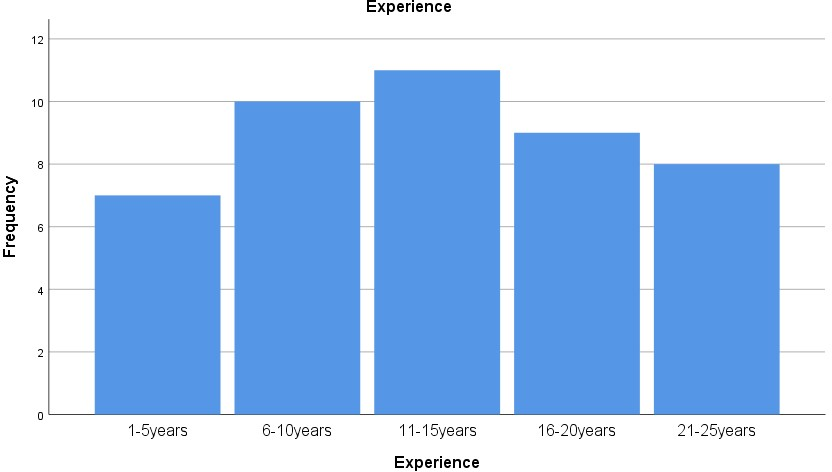 Experience
12
10
8
6
4
2
0
Frequency
1-5years
6-10years
11-15years
16-20years
21-25years
Experience